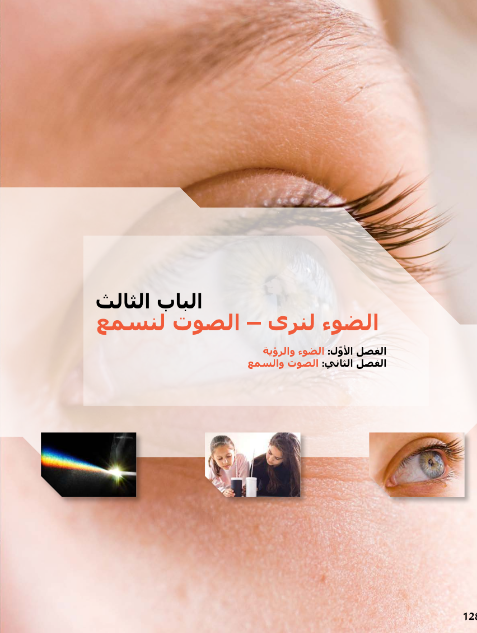 الباب الثالث
الضوء لنرى – الصوت لنسمع
الفصل الأوّل: الضوء والرؤية
الفصل الثاني: الصوت والسمع
128